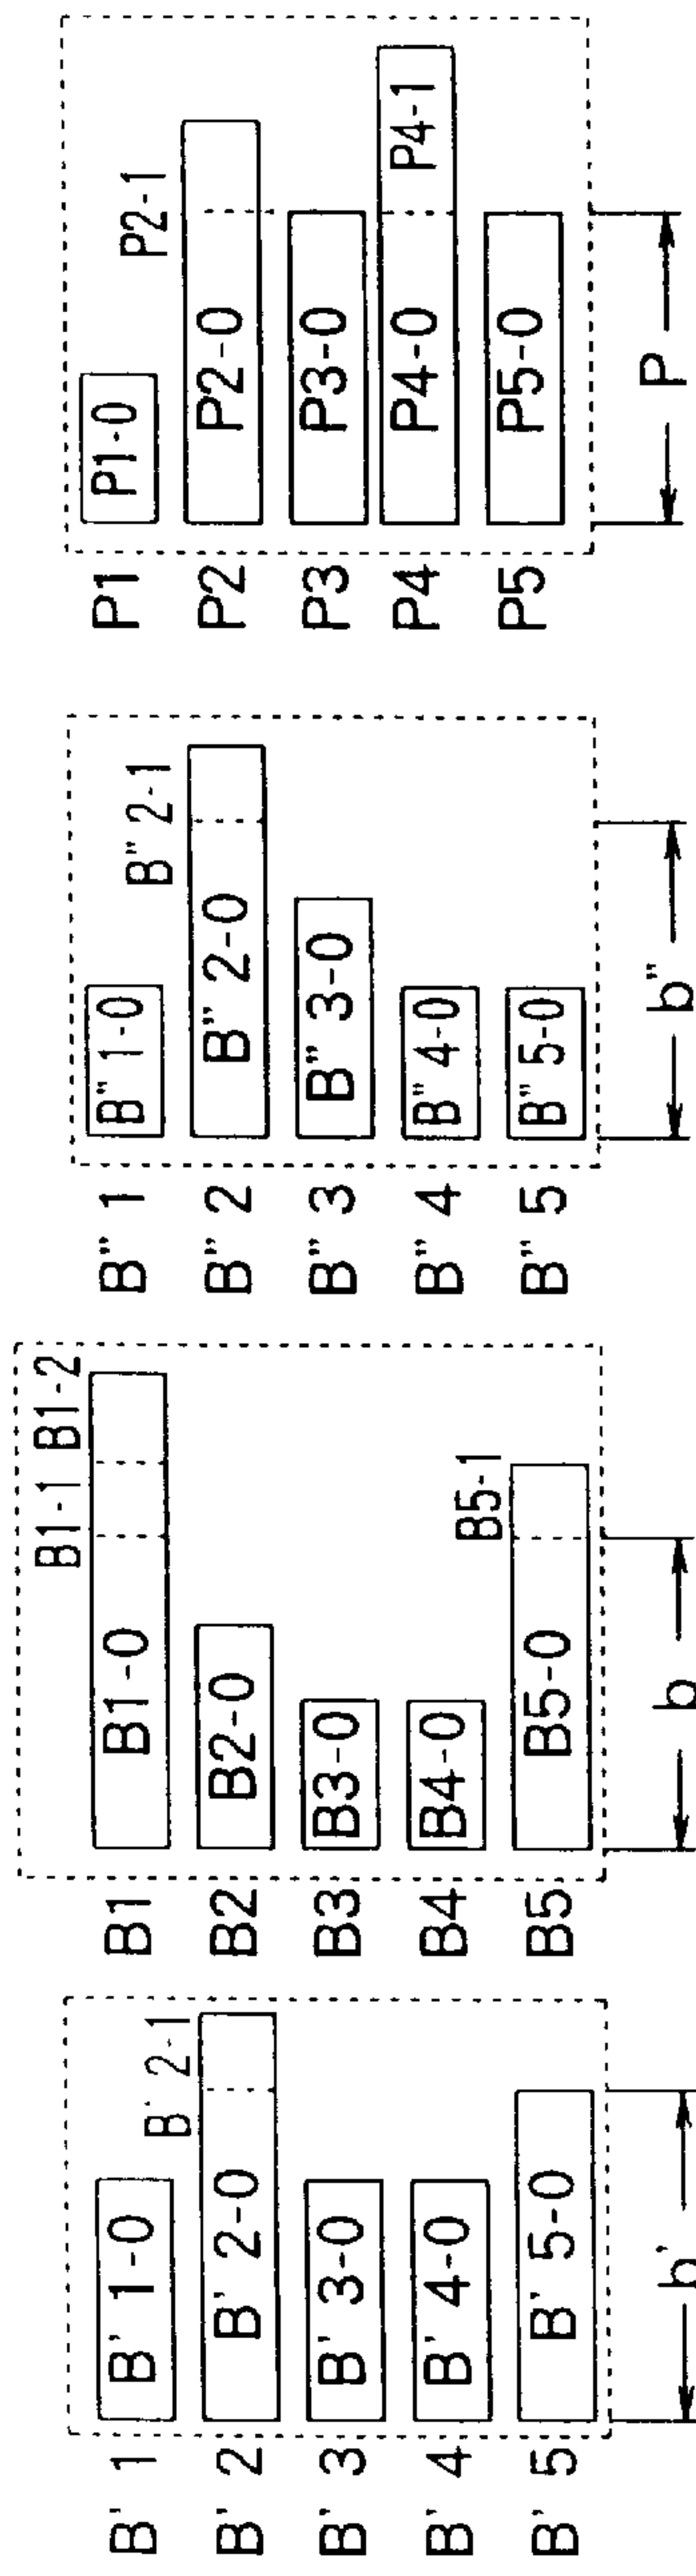 B' 1 B' 1-0
B' 2-1
B' 2 B' 2-0
B' 3 B' 3-0
B' 4 B' 4-0
B' 5 B' 5-0
b'
B1-1 B1-2
B1 B1-0
B2 B2-0
B3 B3-0
B4 B4-0
B5-1
B5 B5-0
b
B" 1 B" 1-0
B" 2-1
B" 2 B" 2-0
B" 3 B" 3-0
B" 4 B" 4-0
B" 5 B" 5-0
b"
P1 P1-0
P2-1
P2 P2-0
P3 P3-0
P4 P4-0 P4-1
P5 P5-0
P